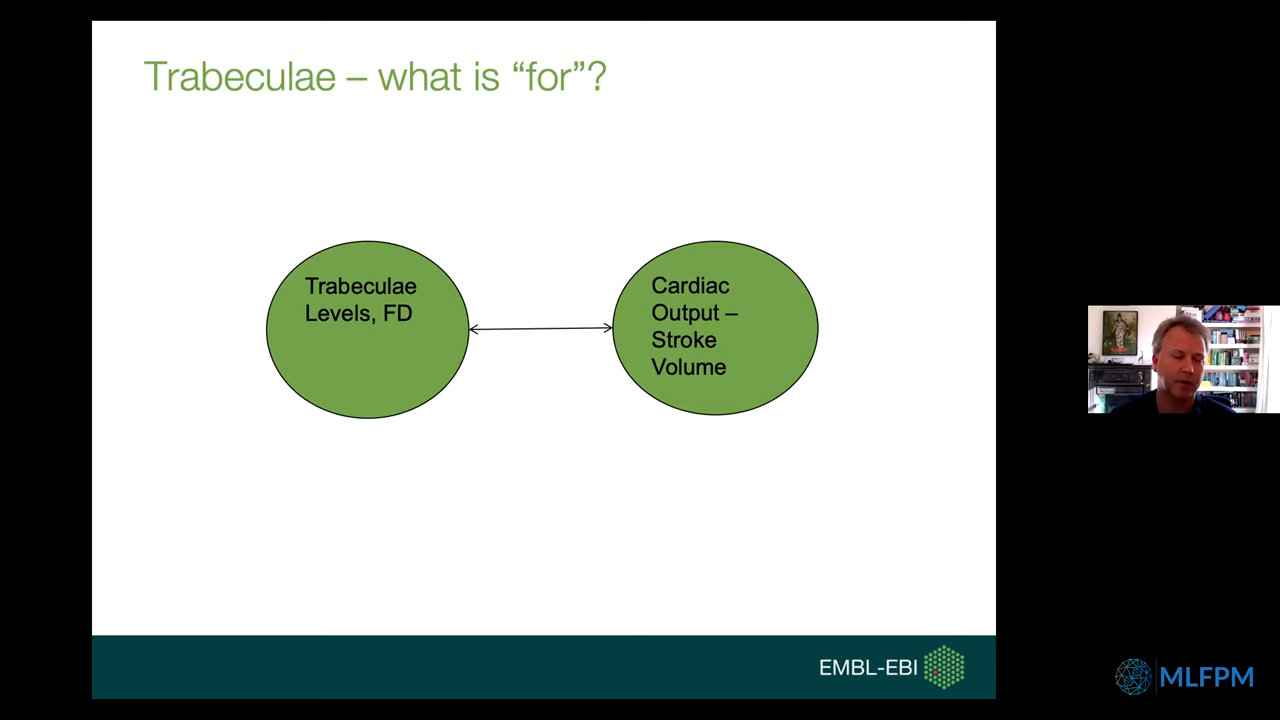 Trabeculae – what is “for”?
Trabeculae
Levels, FD
Cardiac
Output –
Stroke
Volume
EMBL-EBI
MLFPM